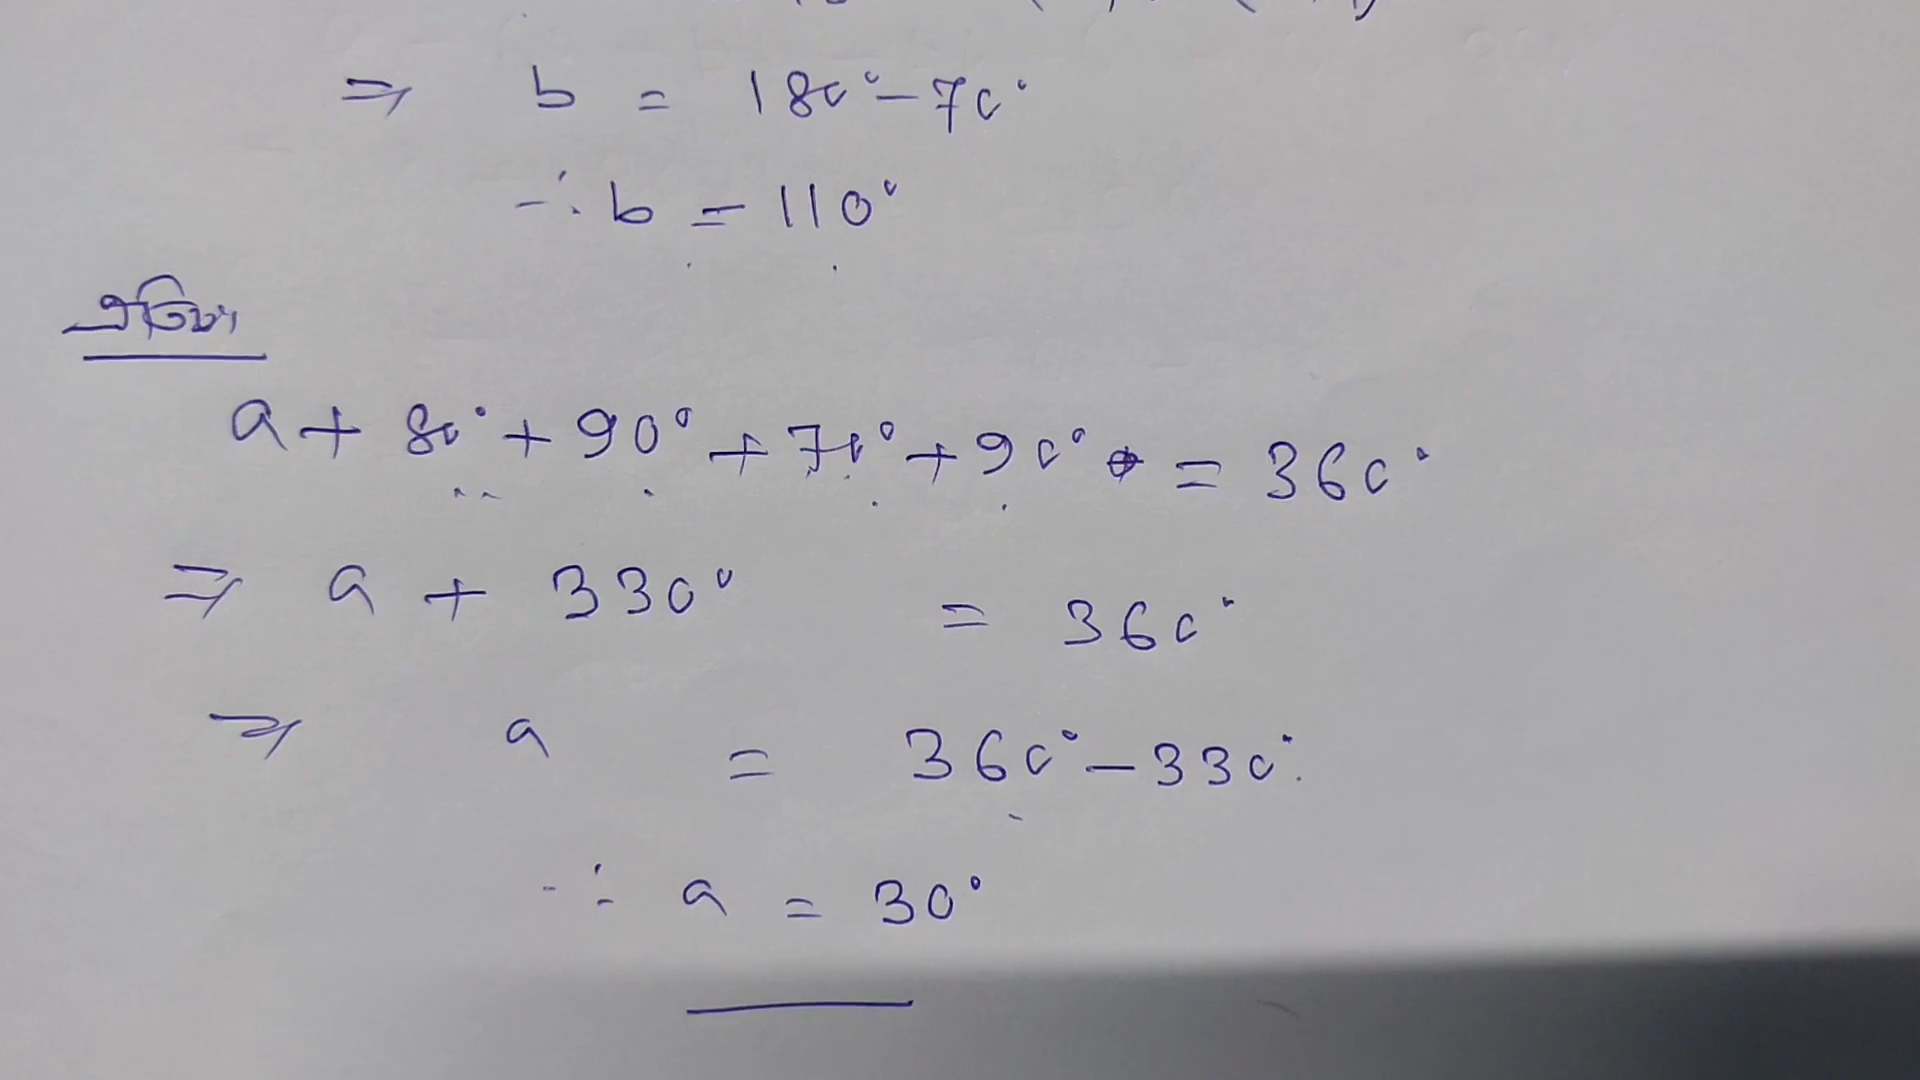 ⇒ b = 180° - 70°
∴ b = 110°
a + 80° + 90° + 70° + 90° = 360°
⇒ a + 330° = 360°
⇒ a = 360° - 330°
∴ a = 30°